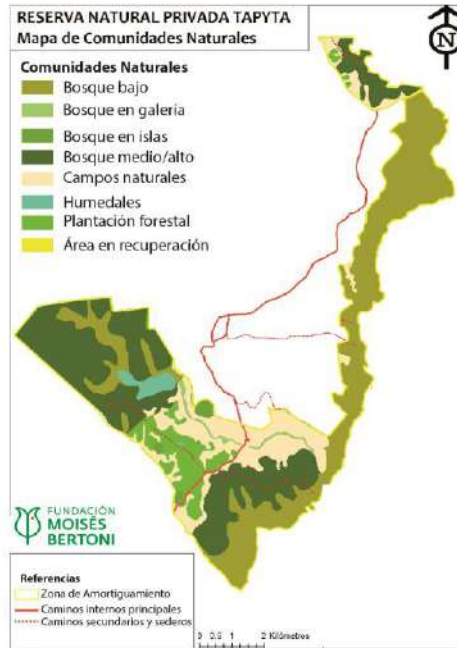 RESERVA NATURAL PRIVADA TAPYTA
Mapa de Comunidades Naturales
N
Comunidades Naturales
Bosque bajo
Bosque en galería
Bosque en islas
Bosque medio/alto
Campos naturales
Humedales
Plantación forestal
Área en recuperación
FUNDACIÓN
MOISÉS
BERTONI
Referencias
Zona de Amortiguamiento
Caminos internos principales
Caminos secundarios y sederos
0 0.5 1 2 Kilómetros